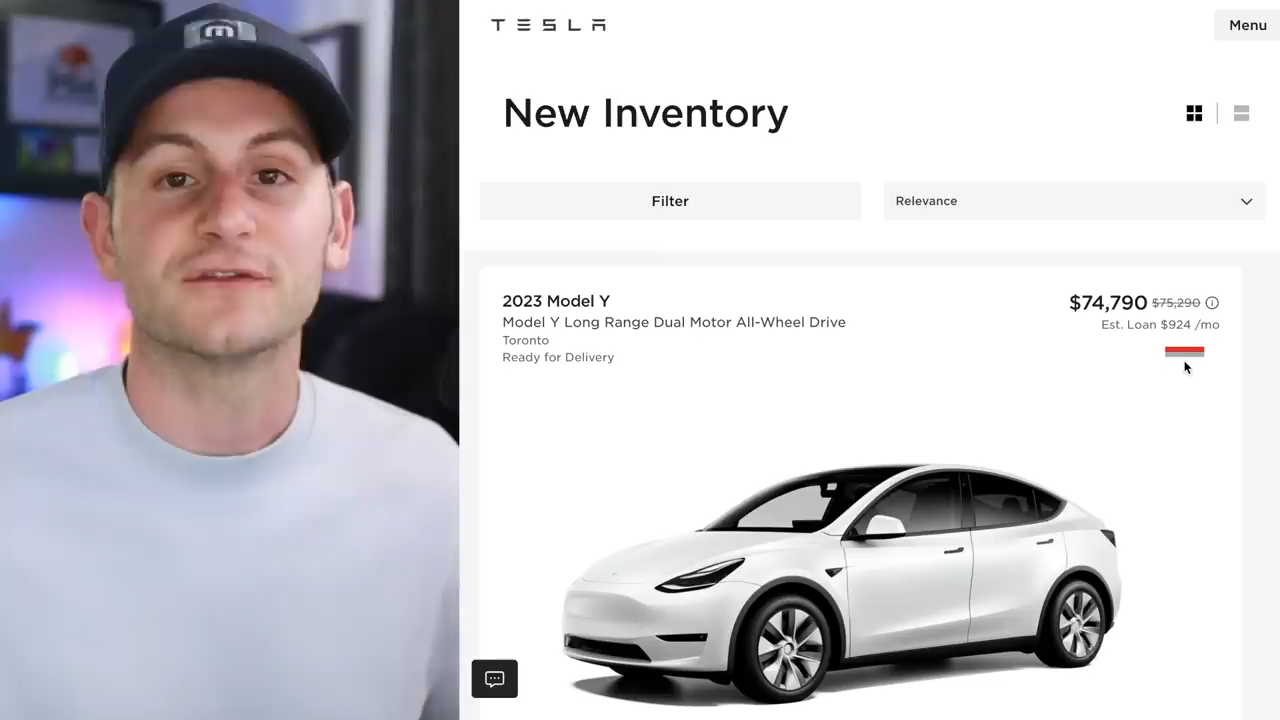 TESLA
Menu
New Inventory
Filter
Relevance
2023 Model Y
$74,790 $75,290
Model Y Long Range Dual Motor All-Wheel Drive
Est. Loan $924 /mo
Toronto
Ready for Delivery